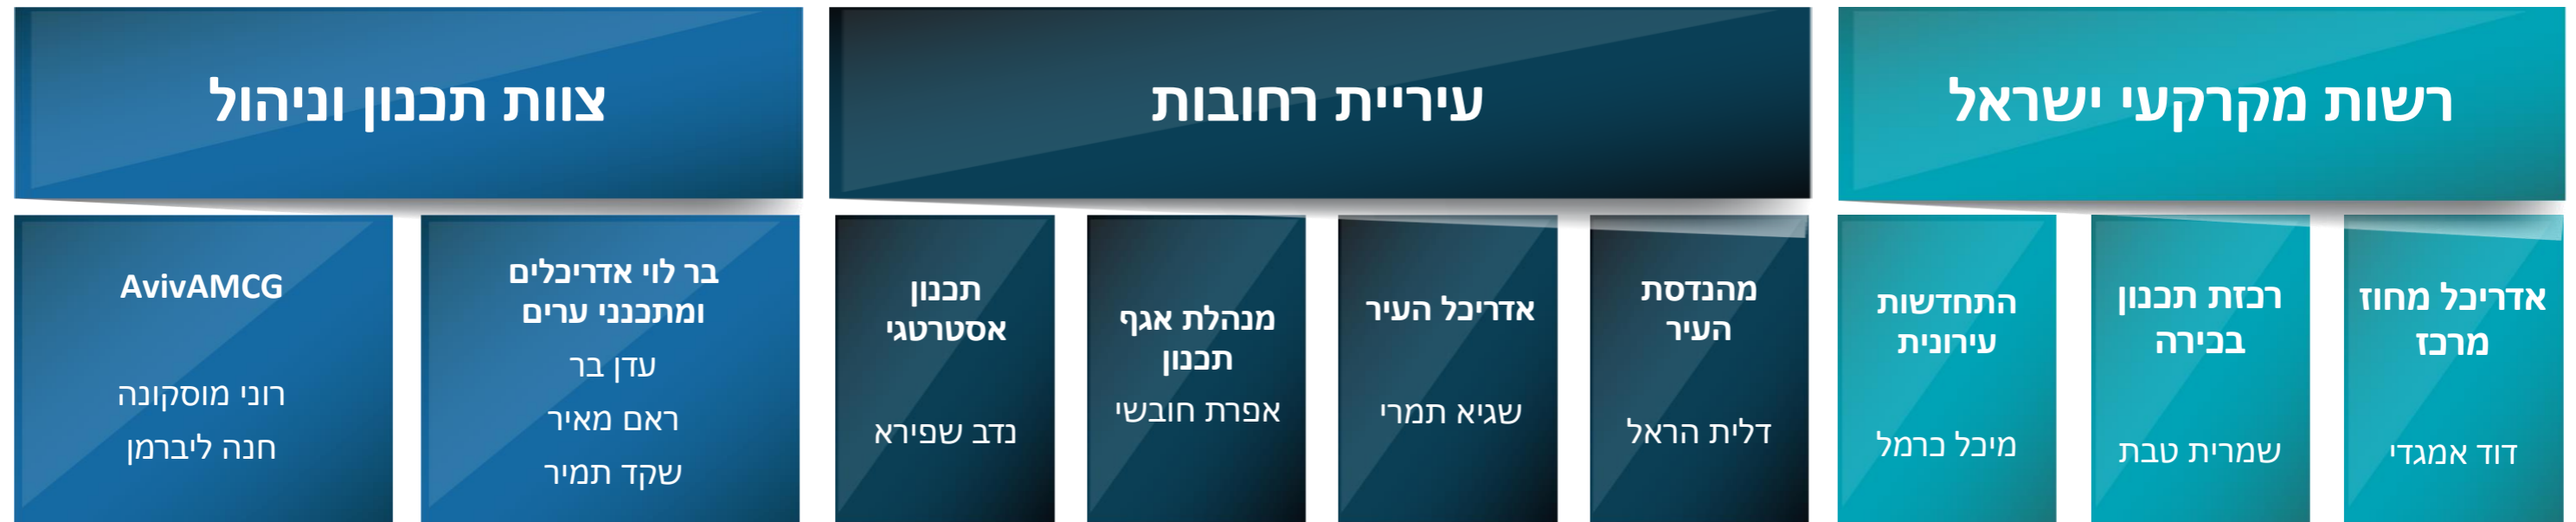 רשות מקרקעי ישראל
אדריכל מחוז
מרכז
דוד אמגדי
רכזת תכנון
בכירה
שמרית טבת
התחדשות
עירונית
מיכל כרמל
עיריית רחובות
מהנדסת
העיר
דלית הראל
אדריכל העיר
שגיא תמרי
מנהלת אגף
תכנון
אפרת חובשי
תכנון
אסטרטגי
נדב שפירא
צוות תכנון וניהול
בר לוי אדריכלים
ומתכנני ערים
עדן בר
ראם מאיר
שקד תמיר
AvivAMCG
רוני מוסקונה
חנה ליברמן